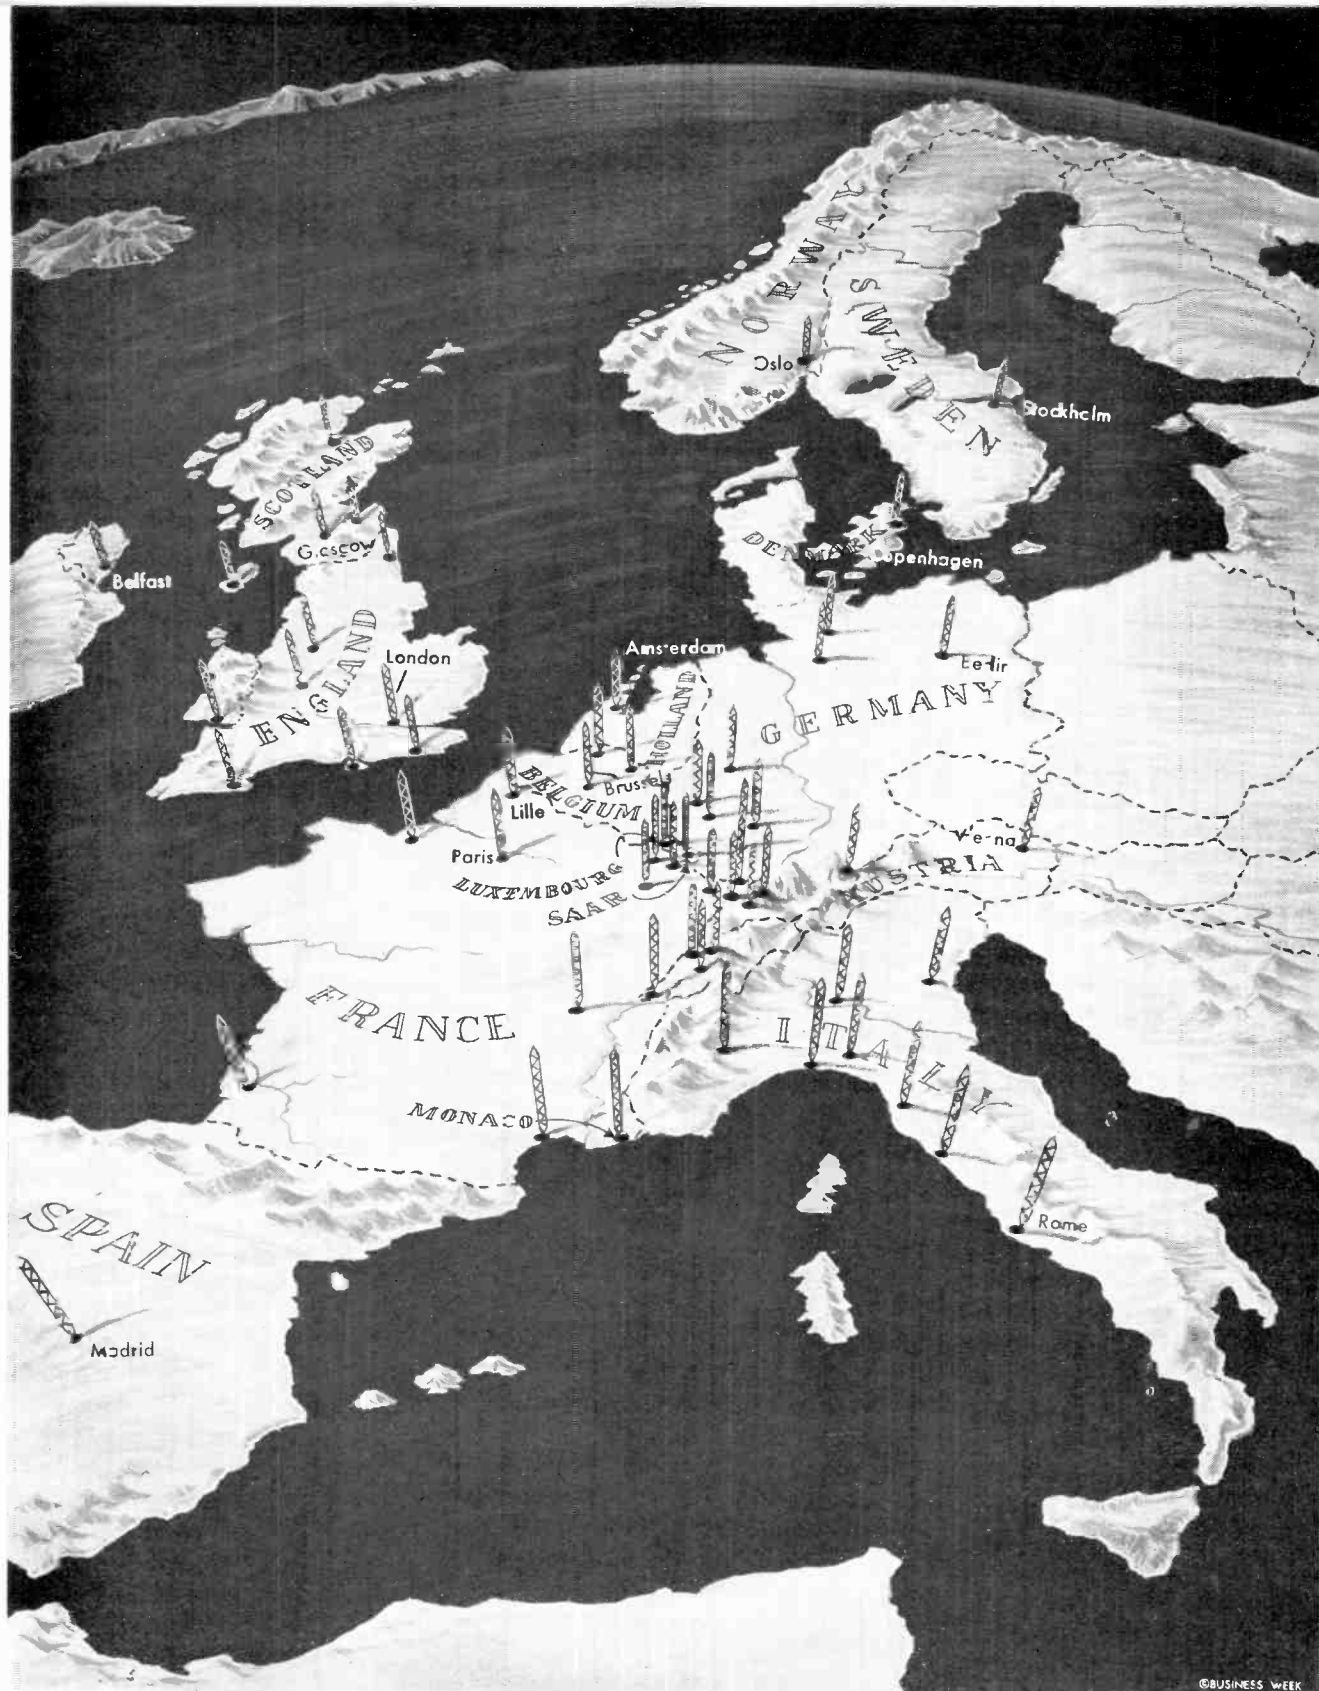 NORWAY
SWEDEN
Oslo
Stockholm
SCOTLAND
Glascow
Belfast
DENMARK
Copenhagen
ENGLAND
London
Amsterdam
HOLLAND
Berlin
GERMANY
BELGIUM
Brussels
Lille
Paris
LUXEMBOURG
SAAR
Vienna
AUSTRIA
FRANCE
ITALY
MONACO
SPAIN
Madrid
Rome
©BUSINESS WEEK